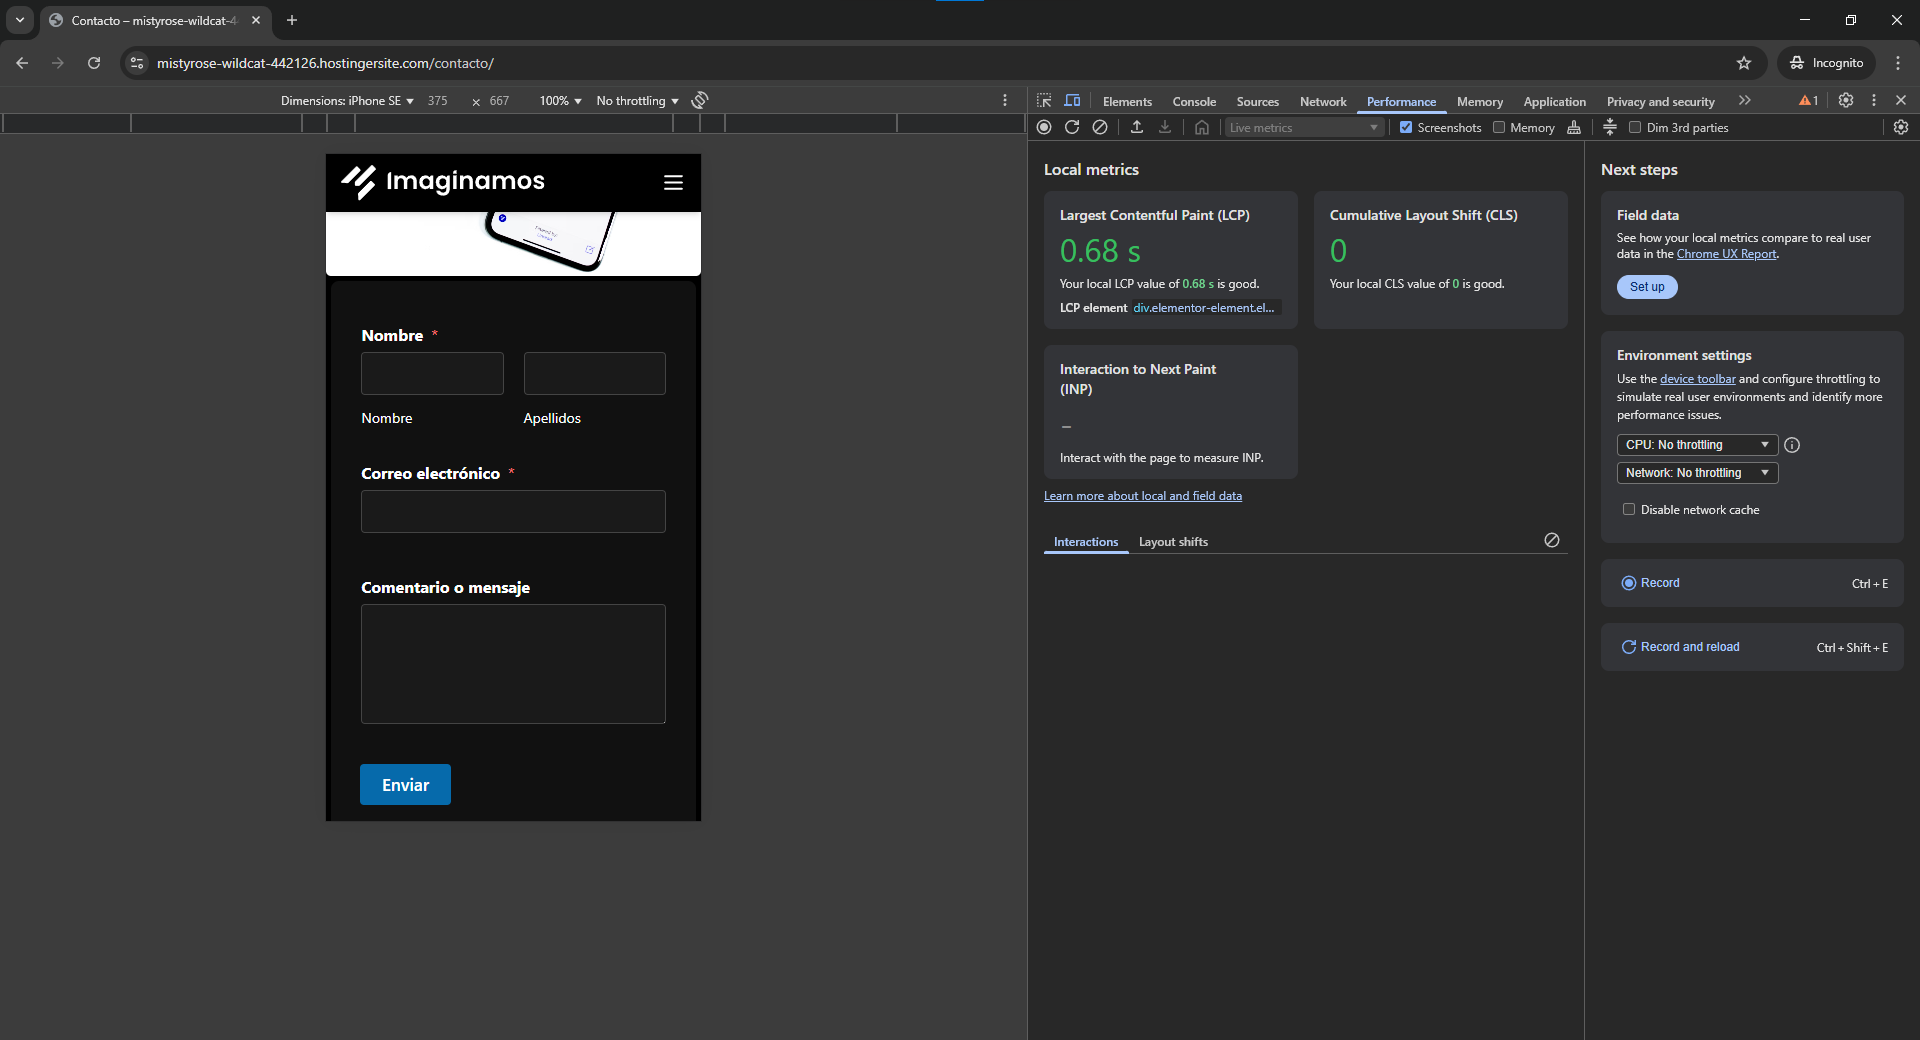 Contacto – mistyrose-wildcat-4
mistyrose-wildcat-442126.hostingersite.com/contacto/
Incognito
Dimensions: iPhone SE 375 × 667 100% No throttling
Imaginamos
Nombre *
Nombre Apellidos
Correo electrónico *
Comentario o mensaje
Enviar
Elements Console Sources Network Performance Memory Application Privacy and security 1
Live metrics Screenshots Memory Dim 3rd parties
Local metrics
Largest Contentful Paint (LCP)
0.68 s
Your local LCP value of 0.68 s is good.
LCP element div.elementor-element.el...
Cumulative Layout Shift (CLS)
0
Your local CLS value of 0 is good.
Interaction to Next Paint
(INP)
–
Interact with the page to measure INP.
Learn more about local and field data
Interactions Layout shifts
Next steps
Field data
See how your local metrics compare to real user
data in the Chrome UX Report.
Set up
Environment settings
Use the device toolbar and configure throttling to
simulate real user environments and identify more
performance issues.
CPU: No throttling
Network: No throttling
Disable network cache
Record Ctrl + E
Record and reload Ctrl + Shift + E